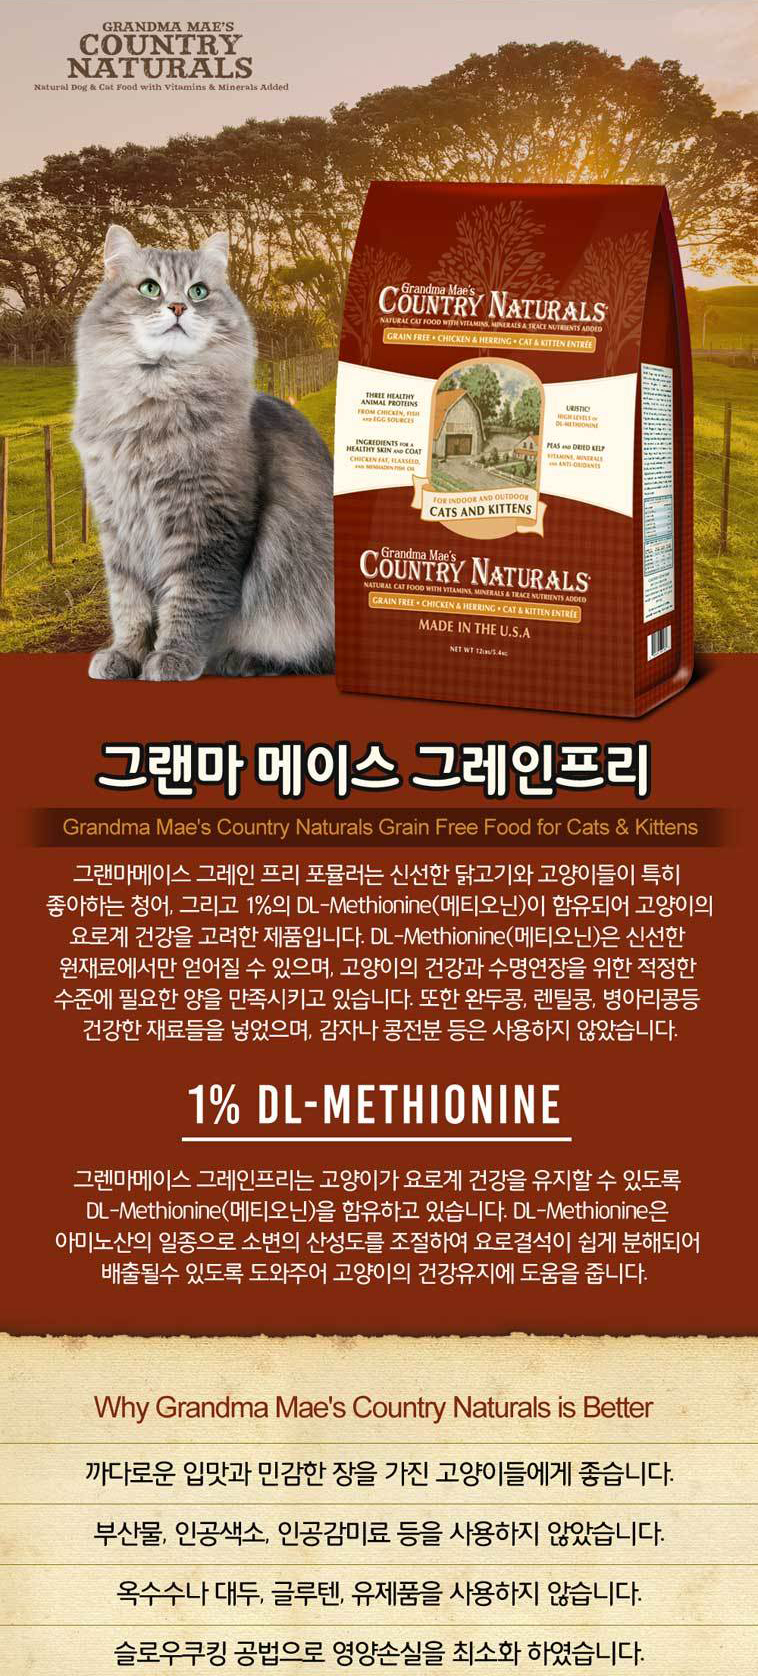 GRANDMA MAE'S
COUNTRY
NATURALS
Natural Dog & Cat Food with Vitamins & Minerals Added
Grandma Mae's
COUNTRY NATURALS
NATURAL CAT FOOD WITH VITAMINS, MINERALS & TRACE NUTRIENTS ADDED
GRAIN FREE • CHICKEN & HERRING • CAT & KITTEN ENTRÉE
THREE HEALTHY
ANIMAL PROTEINS
FROM CHICKEN, FISH
AND EGG SOURCES
INGREDIENTS FOR A
HEALTHY SKIN AND COAT
CHICKEN FAT, FLAXSEED,
AND MENHADEN FISH OIL
URISTIC!
HIGH LEVELS OF
DL-METHIONINE
PEAS AND DRIED KELP
VITAMINS, MINERALS
AND ANTI-OXIDANTS
FOR INDOOR AND OUTDOOR
CATS AND KITTENS
Grandma Mae's
COUNTRY NATURALS
NATURAL CAT FOOD WITH VITAMINS, MINERALS & TRACE NUTRIENTS ADDED
GRAIN FREE • CHICKEN & HERRING • CAT & KITTEN ENTRÉE
MADE IN THE U.S.A
NET WT 12LBS/5.4KG
그랜마 메이스 그레인프리
Grandma Mae's Country Naturals Grain Free Food for Cats & Kittens
그랜마메이스 그레인 프리 포뮬러는 신선한 닭고기와 고양이들이 특히
좋아하는 청어, 그리고 1%의 DL-Methionine(메티오닌)이 함유되어 고양이의
요로계 건강을 고려한 제품입니다. DL-Methionine(메티오닌)은 신선한
원재료에서만 얻어질 수 있으며, 고양이의 건강과 수명연장을 위한 적정한
수준에 필요한 양을 만족시키고 있습니다. 또한 완두콩, 렌틸콩, 병아리콩등
건강한 재료들을 넣었으며, 감자나 콩전분 등은 사용하지 않았습니다.
1% DL-METHIONINE
그렌마메이스 그레인프리는 고양이가 요로계 건강을 유지할 수 있도록
DL-Methionine(메티오닌)을 함유하고 있습니다. DL-Methionine은
아미노산의 일종으로 소변의 산성도를 조절하여 요로결석이 쉽게 분해되어
배출될수 있도록 도와주어 고양이의 건강유지에 도움을 줍니다.
Why Grandma Mae's Country Naturals is Better
까다로운 입맛과 민감한 장을 가진 고양이들에게 좋습니다.
부산물, 인공색소, 인공감미료 등을 사용하지 않았습니다.
옥수수나 대두, 글루텐, 유제품을 사용하지 않습니다.
슬로우쿠킹 공법으로 영양손실을 최소화 하였습니다.